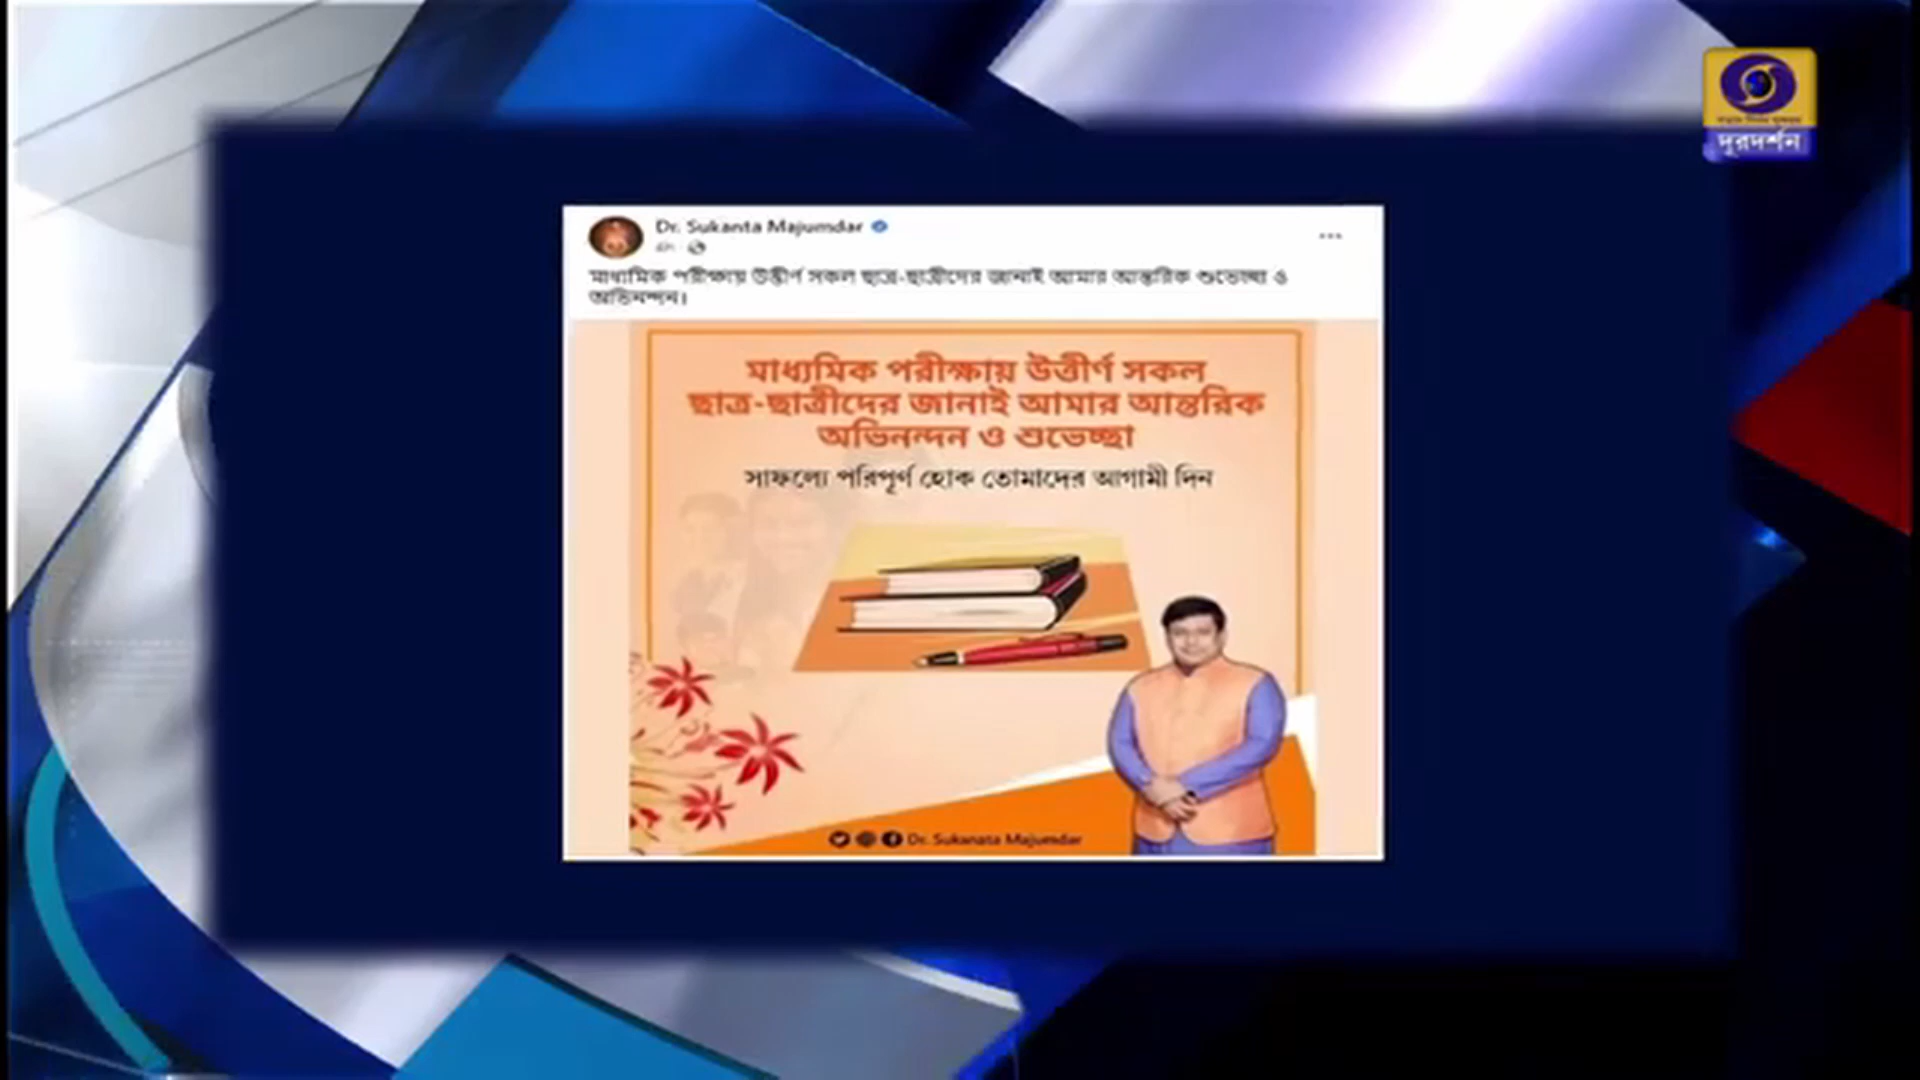 দূরদর্শন
Dr. Sukanta Majumdar
মাধ্যমিক পরীক্ষায় উত্তীর্ণ সকল ছাত্র-ছাত্রীদের জানাই আমার আন্তরিক শুভেচ্ছা ও
অভিনন্দন।
মাধ্যমিক পরীক্ষায় উত্তীর্ণ সকল
ছাত্র-ছাত্রীদের জানাই আমার আন্তরিক
অভিনন্দন ও শুভেচ্ছা
সাফল্যে পরিপূর্ণ হোক তোমাদের আগামী দিন
Dr. Sukanata Majumdar